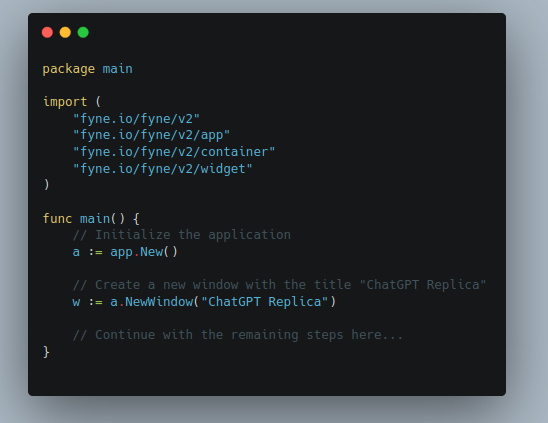 package main
import (
"fyne.io/fyne/v2"
"fyne.io/fyne/v2/app"
"fyne.io/fyne/v2/container"
"fyne.io/fyne/v2/widget"
)
func main() {
// Initialize the application
a := app.New()
// Create a new window with the title "ChatGPT Replica"
w := a.NewWindow("ChatGPT Replica")
// Continue with the remaining steps here...
}